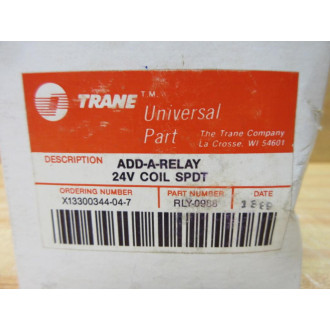 TRANE TM
Universal
Part
The Trane Company
La Crosse, WI 54601
DESCRIPTION
ADD-A-RELAY
24V COIL SPDT
ORDERING NUMBER PART NUMBER DATE
X13300344-04-7 RLY-0966